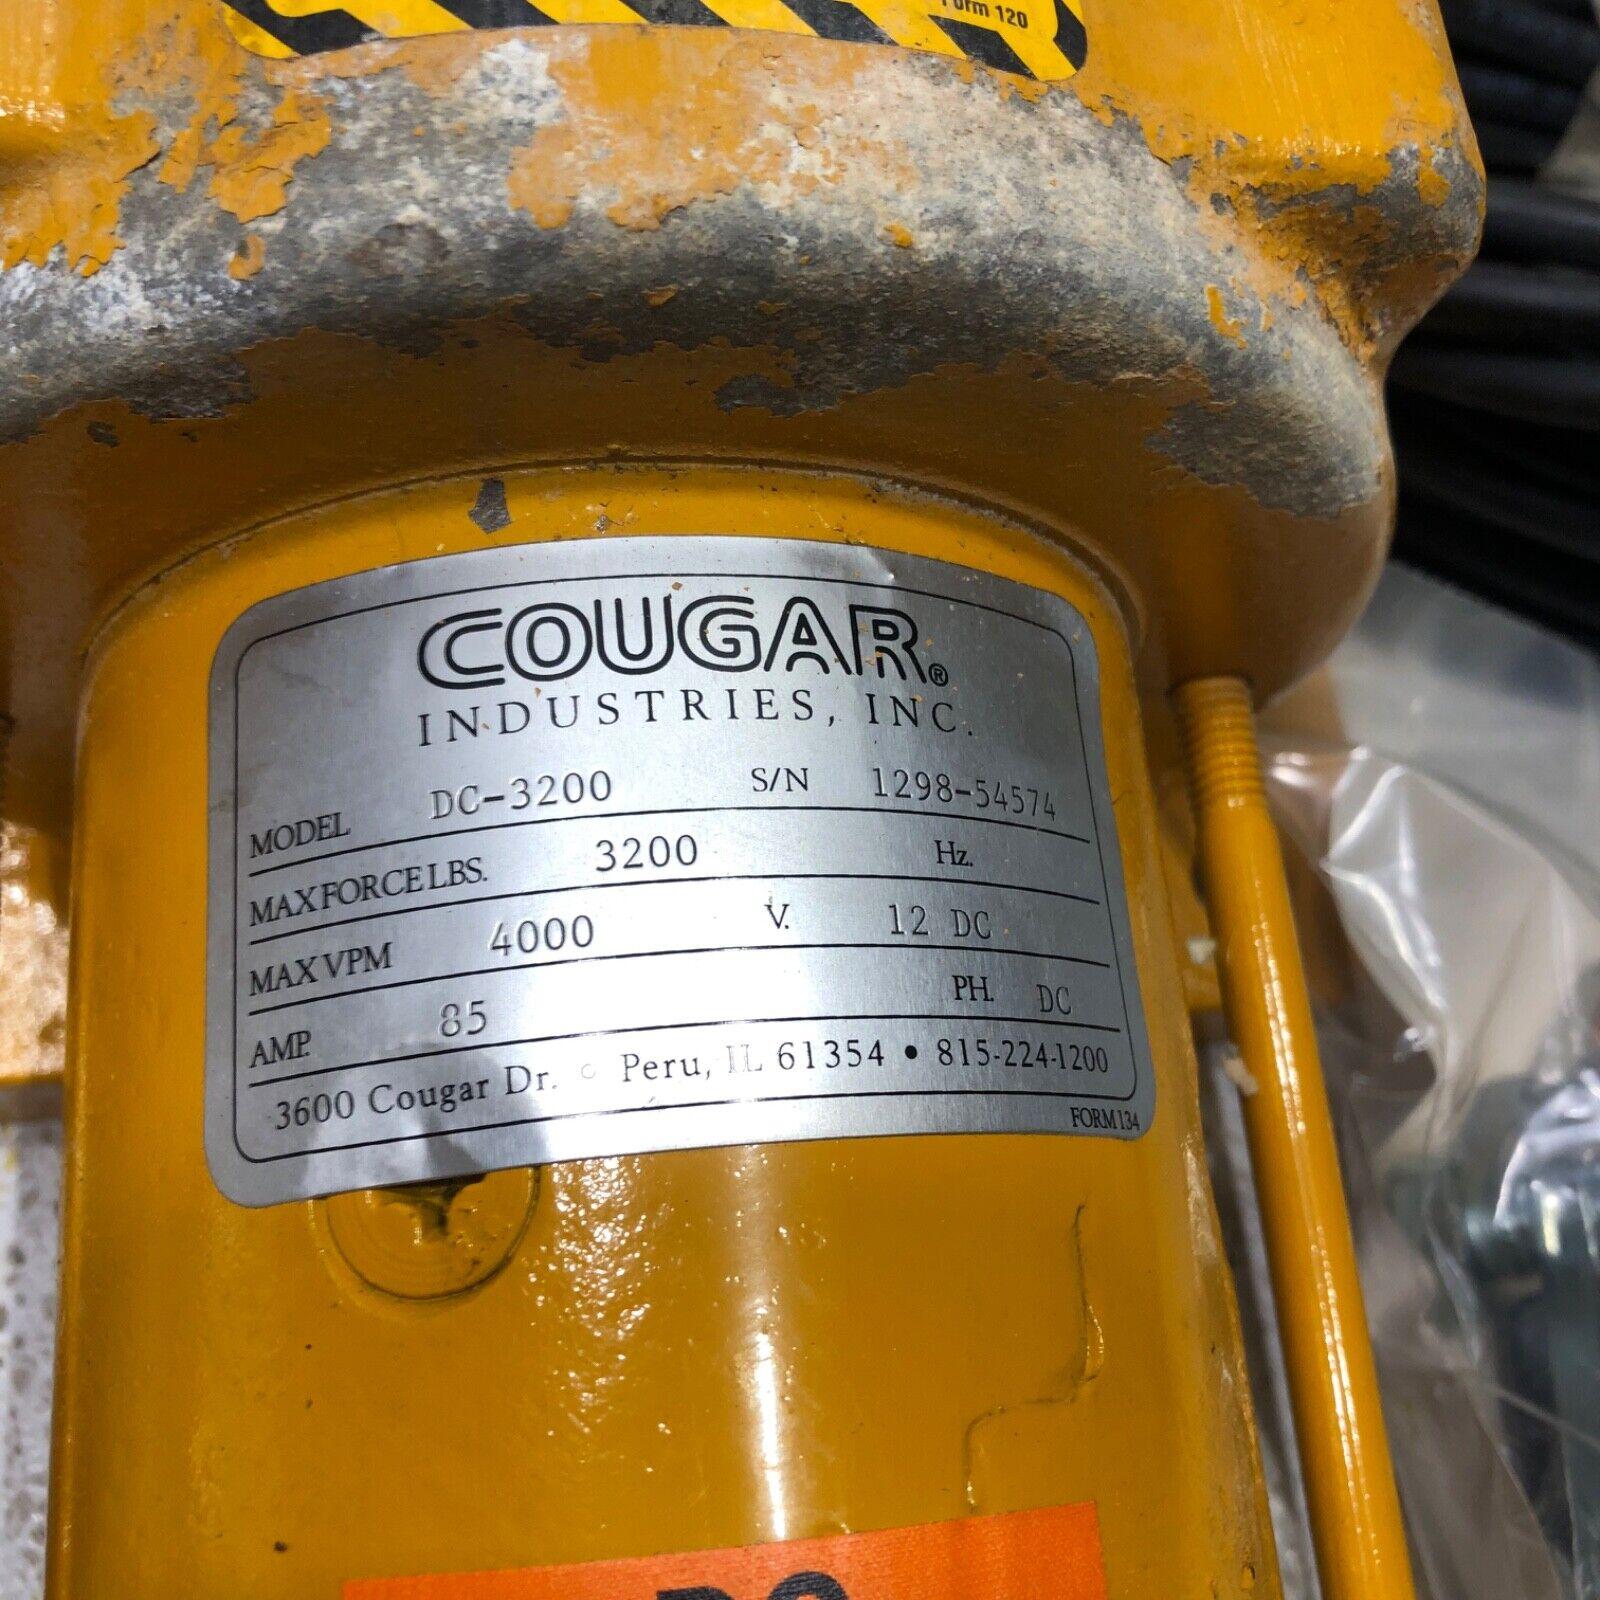 Form 120
COUGAR®
INDUSTRIES, INC.
MODEL DC-3200 S/N 1298-54574
MAX FORCE LBS. 3200 Hz.
MAX VPM 4000 V. 12 DC
AMP. 85 PH. DC
3600 Cougar Dr. • Peru, IL 61354 • 815-224-1200
FORM 134